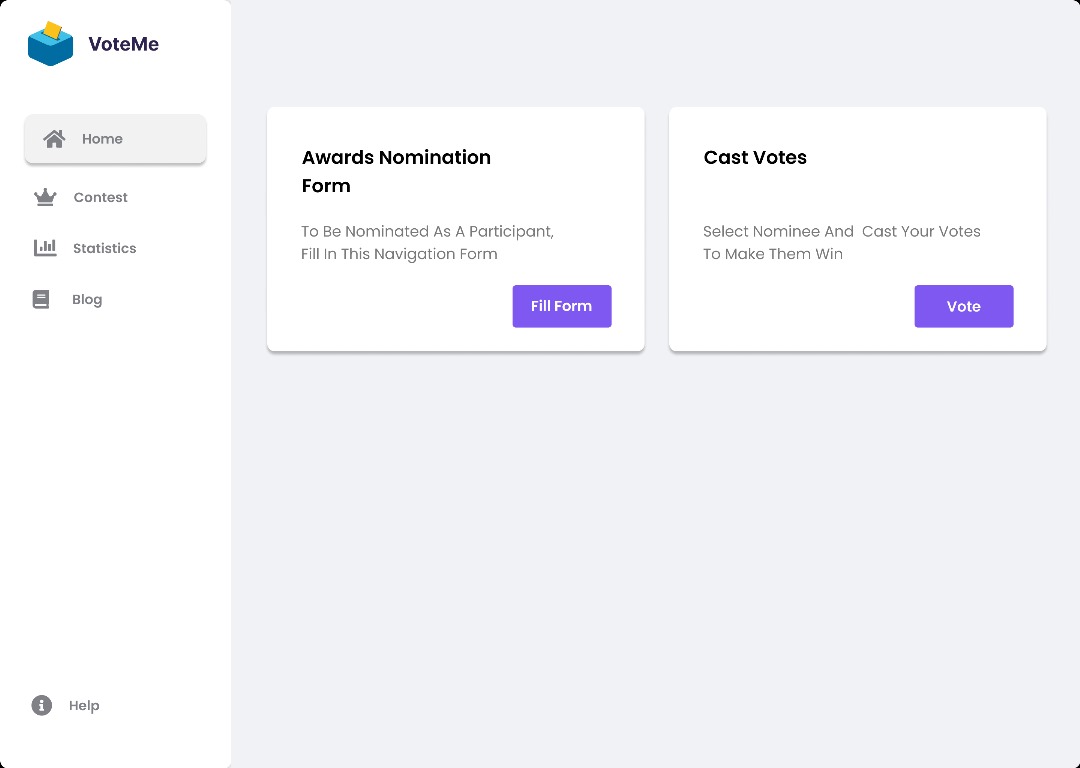 VoteMe
Home
Contest
Statistics
Blog
Help
Awards Nomination
Form
To Be Nominated As A Participant,
Fill In This Navigation Form
Fill Form
Cast Votes
Select Nominee And  Cast Your Votes
To Make Them Win
Vote